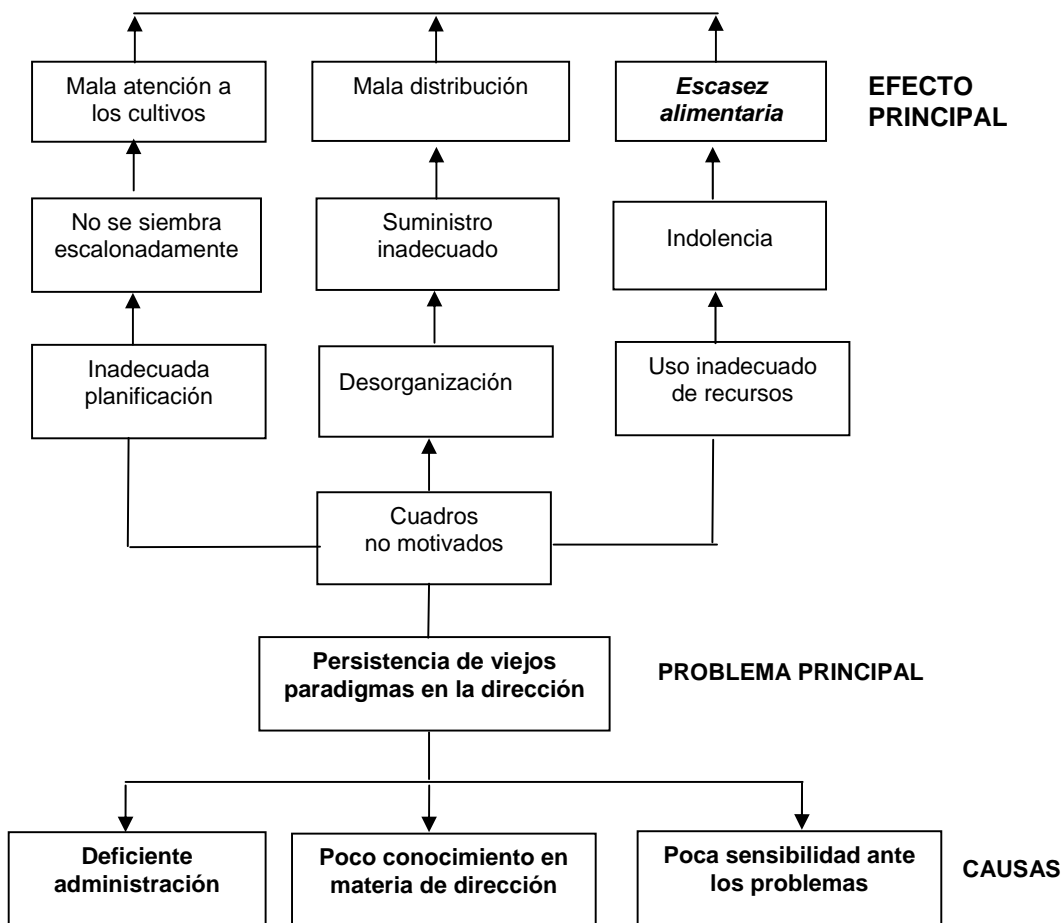 Mala atención a
los cultivos
Mala distribución
Escasez
alimentaria
EFECTO
PRINCIPAL
No se siembra
escalonadamente
Suministro
inadecuado
Indolencia
Inadecuada
planificación
Desorganización
Uso inadecuado
de recursos
Cuadros
no motivados
Persistencia de viejos
paradigmas en la dirección
PROBLEMA PRINCIPAL
Deficiente
administración
Poco conocimiento en
materia de dirección
Poca sensibilidad ante
los problemas
CAUSAS